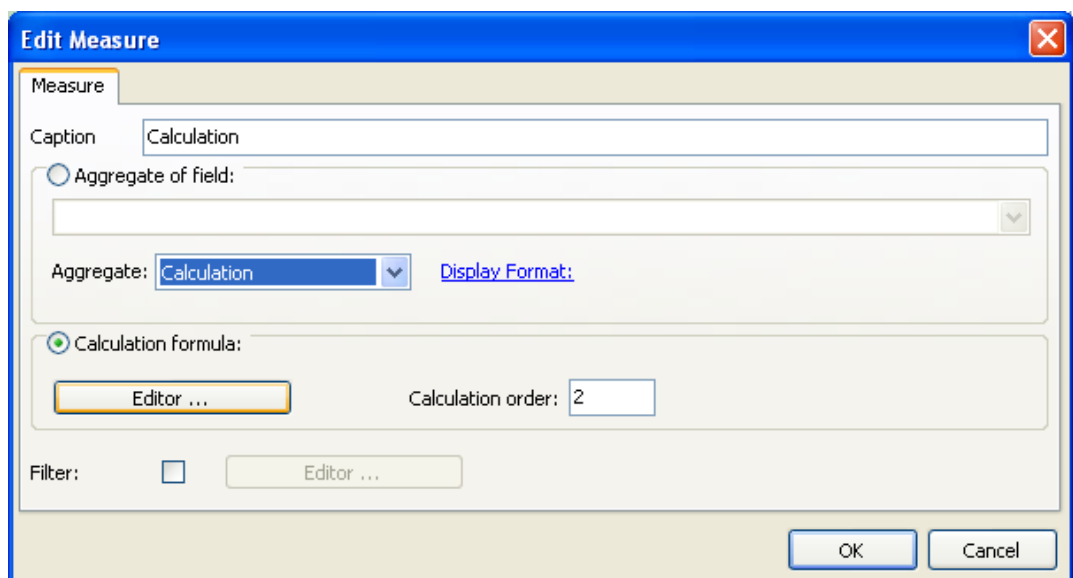 Edit Measure
Measure
Caption Calculation
Aggregate of field:
Aggregate: Calculation Display Format:
Calculation formula:
Editor ... Calculation order: 2
Filter: Editor ...
OK Cancel